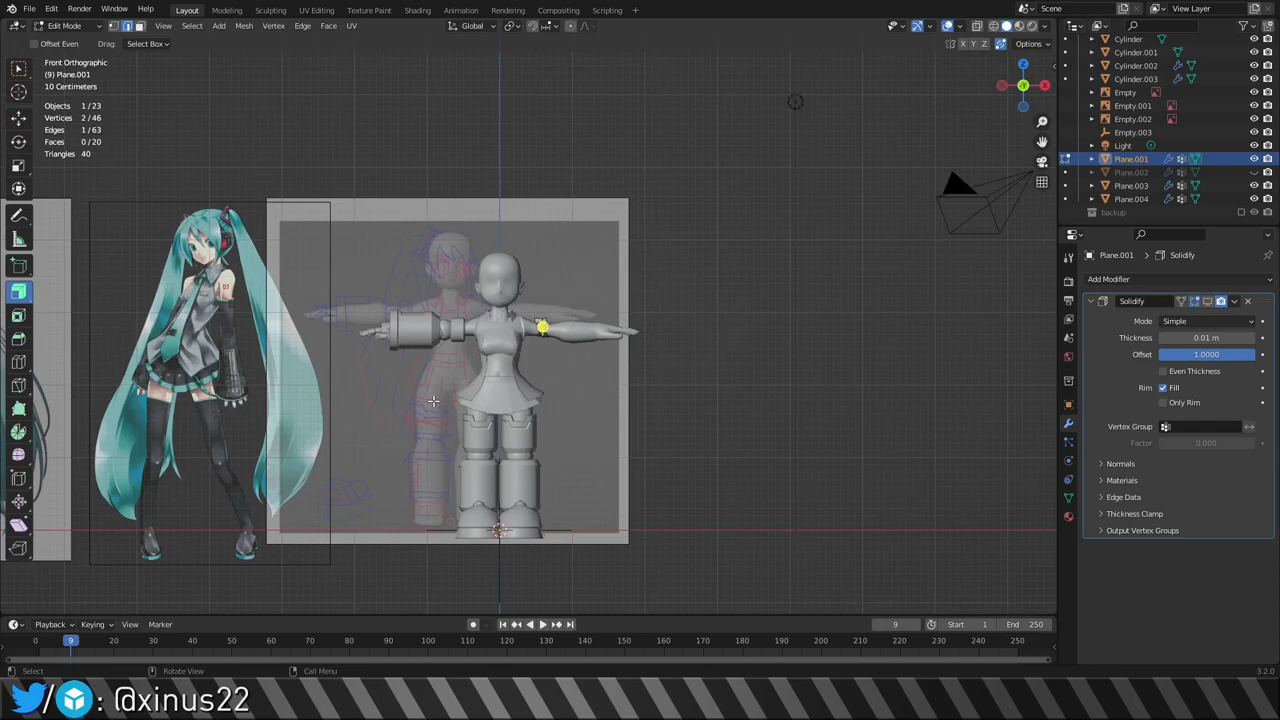 File Edit Render Window Help Layout Modeling Sculpting UV Editing Texture Paint Shading Animation Rendering Compositing Scripting + Scene View Layer
Edit Mode View Select Add Mesh Vertex Edge Face UV Global
Offset Even Drag: Select Box X Y Z Options
Front Orthographic
(9) Plane.001
10 Centimeters
Objects 1/23
Vertices 2/46
Edges 1/63
Faces 0/20
Triangles 40
Z
X
Y
Cylinder
Cylinder.001
Cylinder.002
Cylinder.003
Empty
Empty.001
Empty.002
Empty.003
Light
Plane.001
Plane.002
Plane.003
Plane.004
backup
Plane.001 > Solidify
Add Modifier
Solidify
Mode Simple
Thickness 0.01 m
Offset 1.0000
Even Thickness
Rim Fill
Only Rim
Vertex Group
Factor 0.000
Normals
Materials
Edge Data
Thickness Clamp
Output Vertex Groups
Playback Keying View Marker 9 Start 1 End 250
0 9 20 30 40 50 60 70 80 90 100 110 120 130 140 150 160 170 180 190 200 210 220 230 240 250
Select Rotate View Call Menu 3.2.0
/ : @xinus22